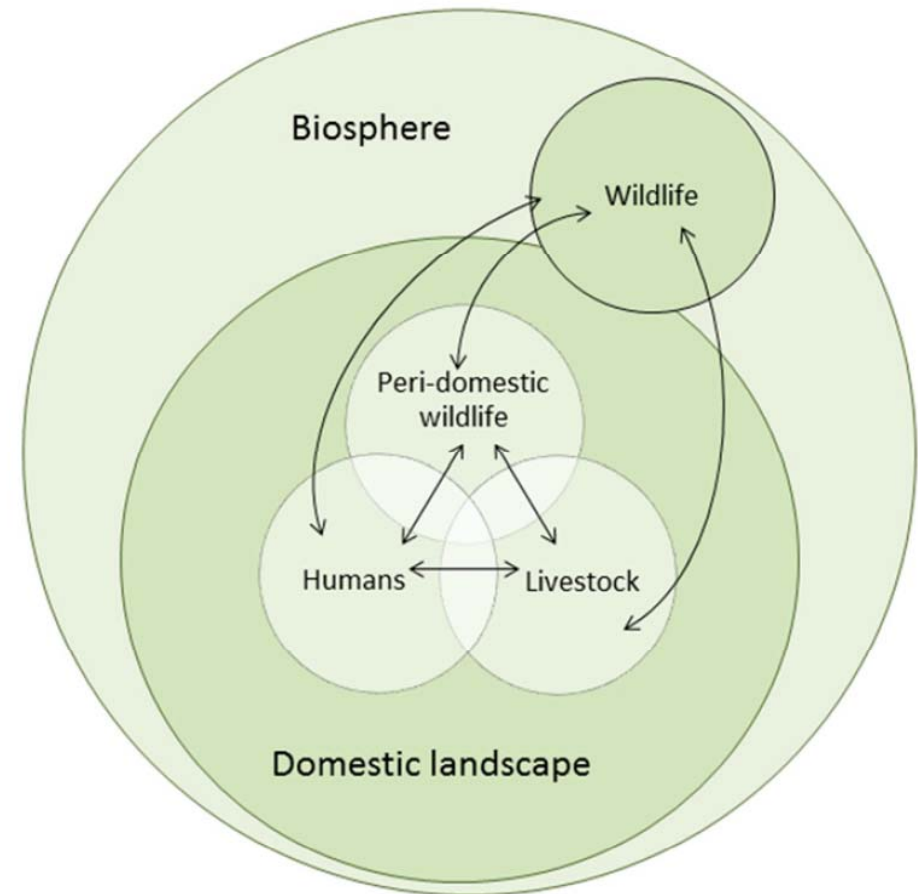 Biosphere
Wildlife
Peri-domestic
wildlife
Humans
Livestock
Domestic landscape